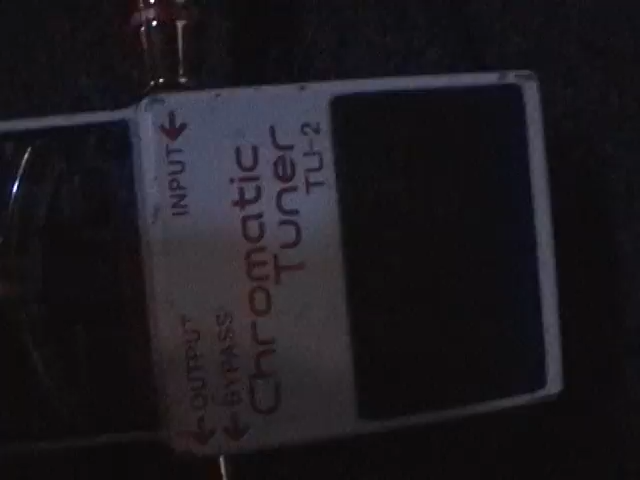 INPUT
OUTPUT
BYPASS
Chromatic
Tuner
TU-2